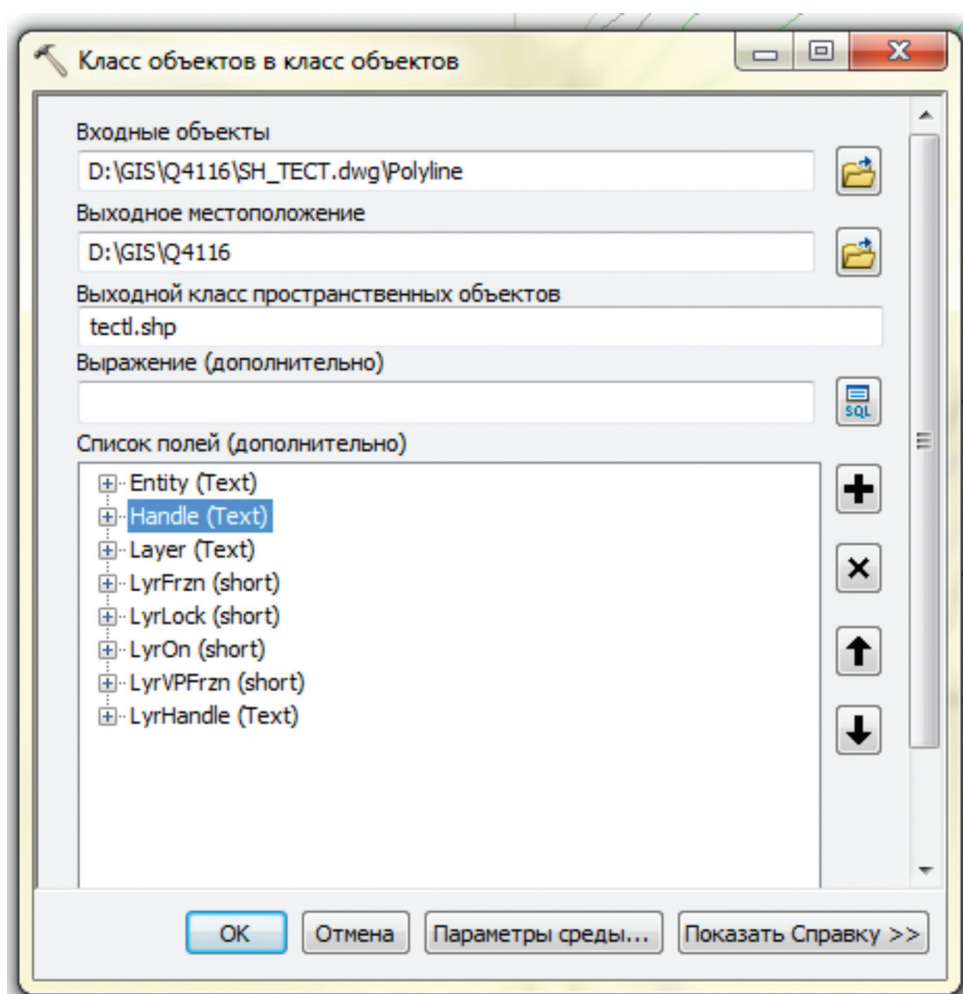 Класс объектов в класс объектов
Входные объекты
D:\GIS\Q4116\SH_TECT.dwg\Polyline
Выходное местоположение
D:\GIS\Q4116
Выходной класс пространственных объектов
tectl.shp
Выражение (дополнительно)
SQL
Список полей (дополнительно)
Entity (Text)
Handle (Text)
Layer (Text)
LyrFrzn (short)
LyrLock (short)
LyrOn (short)
LyrVPFrzn (short)
LyrHandle (Text)
OK Отмена Параметры среды... Показать Справку >>